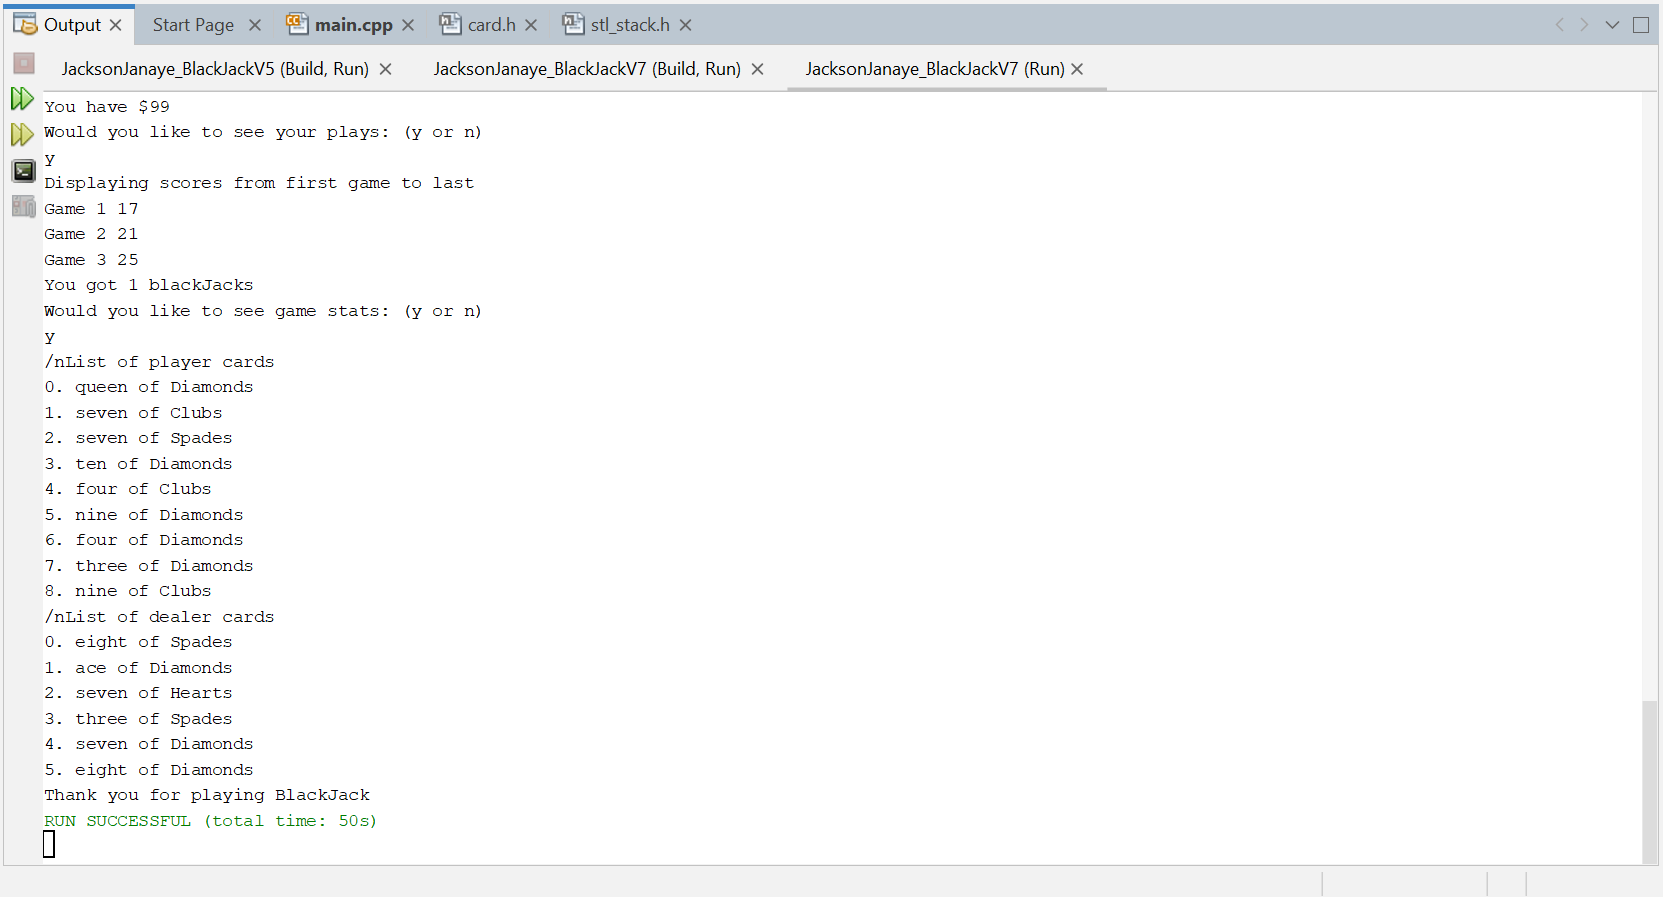 Output
Start Page
main.cpp
card.h
stl_stack.h
JacksonJanaye_BlackJackV5 (Build, Run)
JacksonJanaye_BlackJackV7 (Build, Run)
JacksonJanaye_BlackJackV7 (Run)
You have $99
Would you like to see your plays: (y or n)
y
Displaying scores from first game to last
Game 1 17
Game 2 21
Game 3 25
You got 1 blackJacks
Would you like to see game stats: (y or n)
y
/nList of player cards
0. queen of Diamonds
1. seven of Clubs
2. seven of Spades
3. ten of Diamonds
4. four of Clubs
5. nine of Diamonds
6. four of Diamonds
7. three of Diamonds
8. nine of Clubs
/nList of dealer cards
0. eight of Spades
1. ace of Diamonds
2. seven of Hearts
3. three of Spades
4. seven of Diamonds
5. eight of Diamonds
Thank you for playing BlackJack
RUN SUCCESSFUL (total time: 50s)